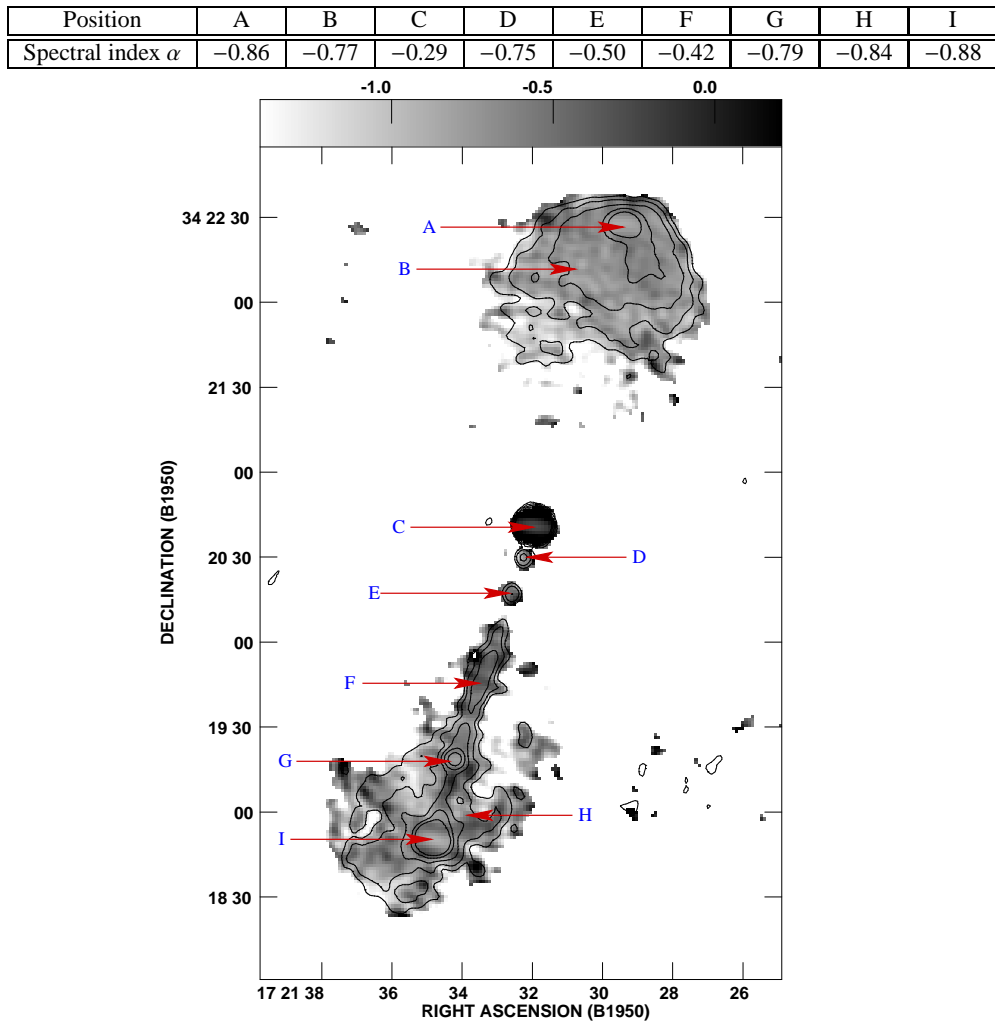 Position A B C D E F G H I
Spectral index α −0.86 −0.77 −0.29 −0.75 −0.50 −0.42 −0.79 −0.84 −0.88
-1.0 -0.5 0.0
34 22 30
A
B
00
21 30
00
C
20 30
D
E
00
F
19 30
G
00
H
I
18 30
DECLINATION (B1950)
17 21 38 36 34 32 30 28 26
RIGHT ASCENSION (B1950)